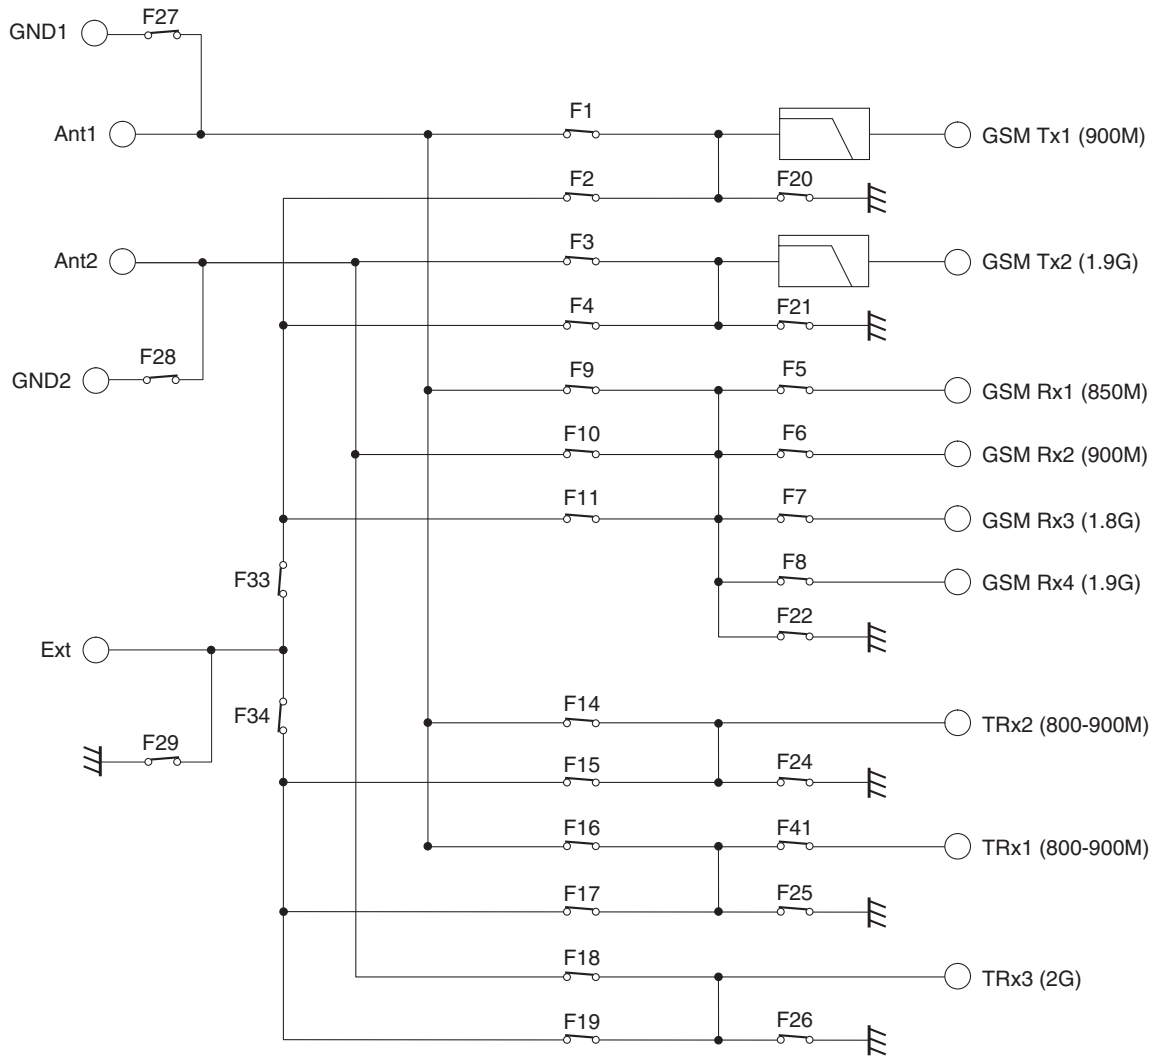 F27
GND1
F1
Ant1
GSM Tx1 (900M)
F2
F20
F3
Ant2
GSM Tx2 (1.9G)
F4
F21
F28
GND2
F9
F5
GSM Rx1 (850M)
F10
F6
GSM Rx2 (900M)
F11
F7
GSM Rx3 (1.8G)
F33
F8
GSM Rx4 (1.9G)
F22
Ext
F34
F14
TRx2 (800-900M)
F29
F15
F24
F16
F41
TRx1 (800-900M)
F17
F25
F18
TRx3 (2G)
F19
F26